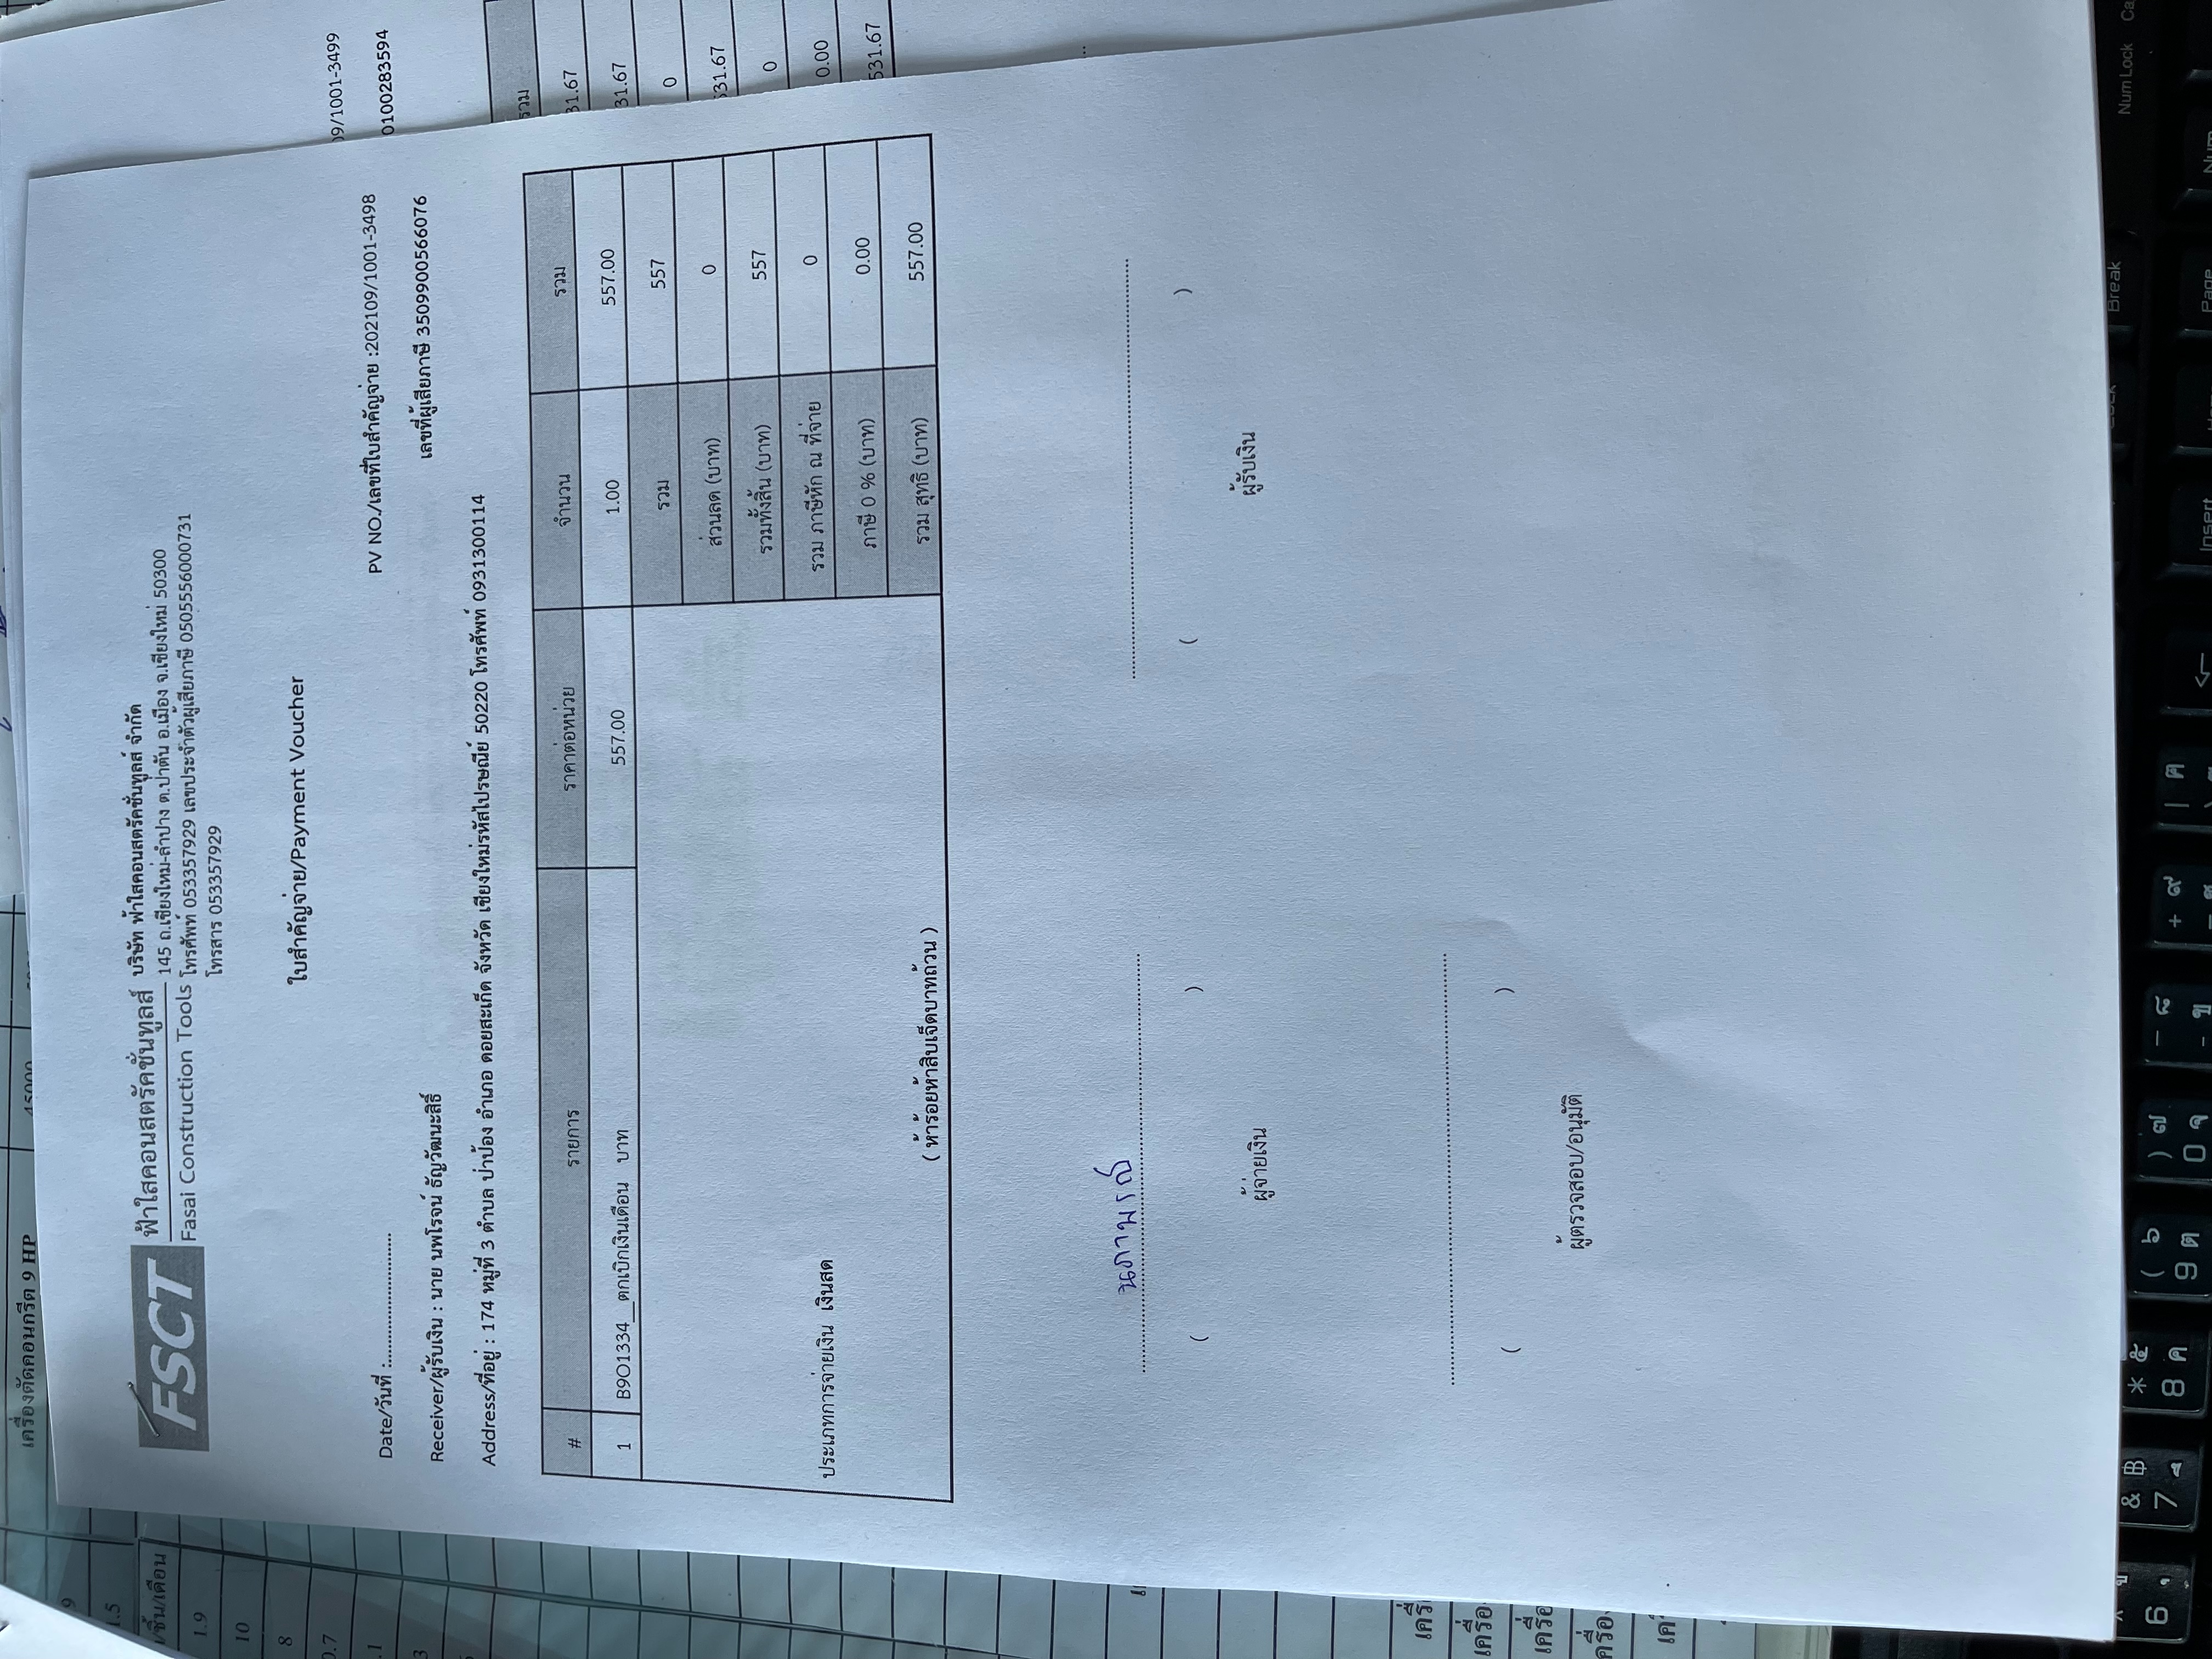 เครื่องตัดคอนกรีต 9 HP
45000
FSCT
ฟ้าใสคอนสตรัคชั่นทูลส์
Fasai Construction Tools
บริษัท ฟ้าใสคอนสตรัคชั่นทูลส์ จำกัด
145 ถ.เชียงใหม่-ลำปาง ต.ป่าตัน อ.เมือง จ.เชียงใหม่ 50300
โทรศัพท์ 053357929 เลขประจำตัวผู้เสียภาษี 0505556000731
โทรสาร 053357929
ใบสำคัญจ่าย/Payment Voucher
Date/วันที่ :...........................
PV NO./เลขที่ใบสำคัญจ่าย :202109/1001-3498
Receiver/ผู้รับเงิน : นาย นพโรจน์ ธัญวัฒนะสิธิ์
เลขที่ผู้เสียภาษี 3509900566076
Address/ที่อยู่ : 174 หมู่ที่ 3 ตำบล ป่าป้อง อำเภอ ดอยสะเก็ด จังหวัด เชียงใหม่รหัสไปรษณีย์ 50220 โทรศัพท์ 0931300114
# รายการ ราคาต่อหน่วย จำนวน รวม
1 B9O1334__ตกเบิกเงินเดือน บาท 557.00 1.00 557.00
รวม 557
ส่วนลด (บาท) 0
รวมทั้งสิ้น (บาท) 557
รวม ภาษีหัก ณ ที่จ่าย 0
ประเภทการจ่ายเงิน เงินสด
ภาษี 0 % (บาท) 0.00
( ห้าร้อยห้าสิบเจ็ดบาทถ้วน )
รวม สุทธิ (บาท) 557.00
นภาพรณ์
( )
( )
ผู้จ่ายเงิน
ผู้รับเงิน
( )
ผู้ตรวจสอบ/อนุมัติ
/ชิ้น/เดือน
1.9
10
8
09/1001-3499
0100283594
รวม
31.67
31.67
0
531.67
0
0.00
531.67
Break
Num Lock
Insert
Page